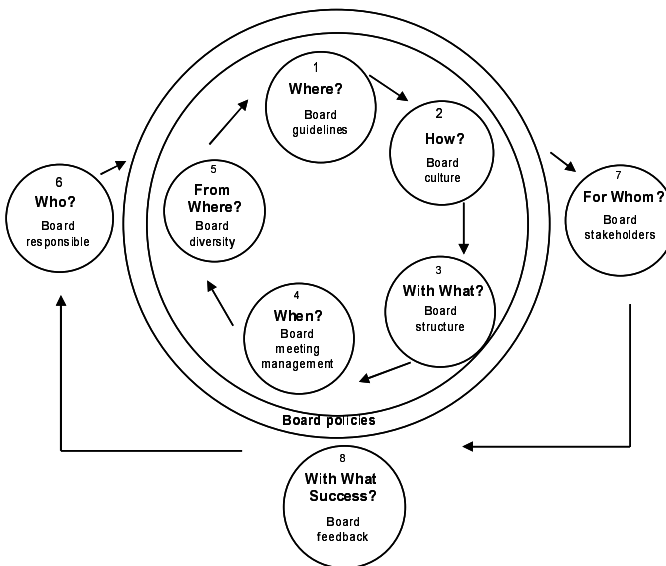 1
Where?
Board
guidelines
2
How?
Board
culture
3
With What?
Board
structure
4
When?
Board
meeting
management
5
From
Where?
Board
diversity
6
Who?
Board
responsible
7
For Whom?
Board
stakeholders
Board policies
8
With What
Success?
Board
feedback